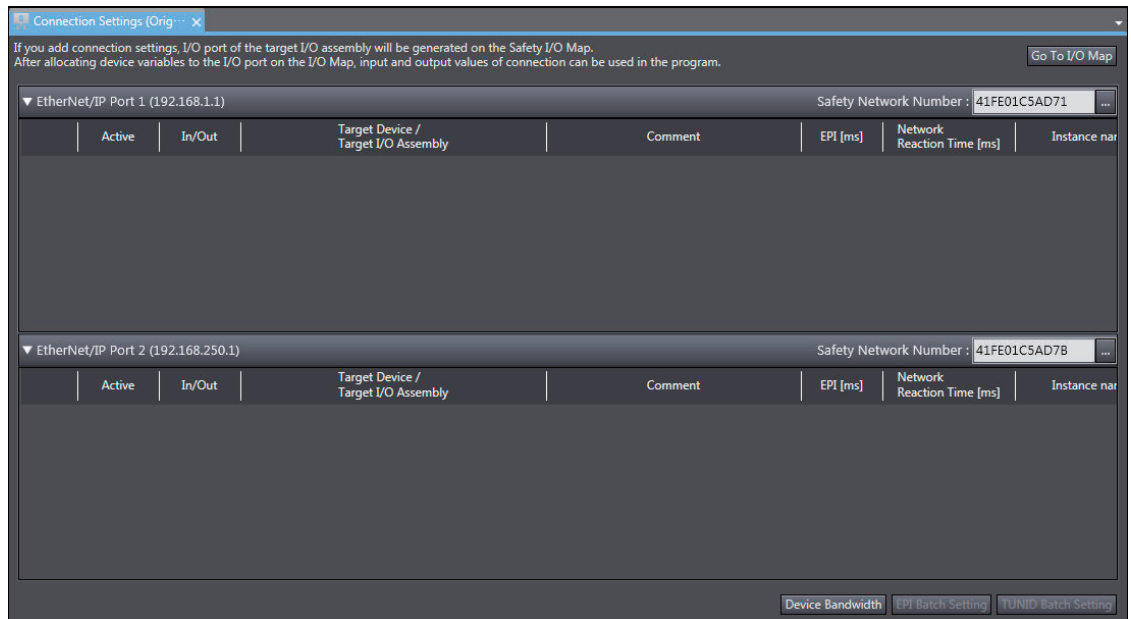 Connection Settings (Orig···
If you add connection settings, I/O port of the target I/O assembly will be generated on the Safety I/O Map.
After allocating device variables to the I/O port on the I/O Map, input and output values of connection can be used in the program.
Go To I/O Map
EtherNet/IP Port 1 (192.168.1.1)
Safety Network Number : 41FE01C5AD71 ...
Active
In/Out
Target Device /
Target I/O Assembly
Comment
EPI [ms]
Network
Reaction Time [ms]
Instance nar
EtherNet/IP Port 2 (192.168.250.1)
Safety Network Number : 41FE01C5AD7B ...
Active
In/Out
Target Device /
Target I/O Assembly
Comment
EPI [ms]
Network
Reaction Time [ms]
Instance nar
Device Bandwidth
EPI Batch Setting
TUNID Batch Setting